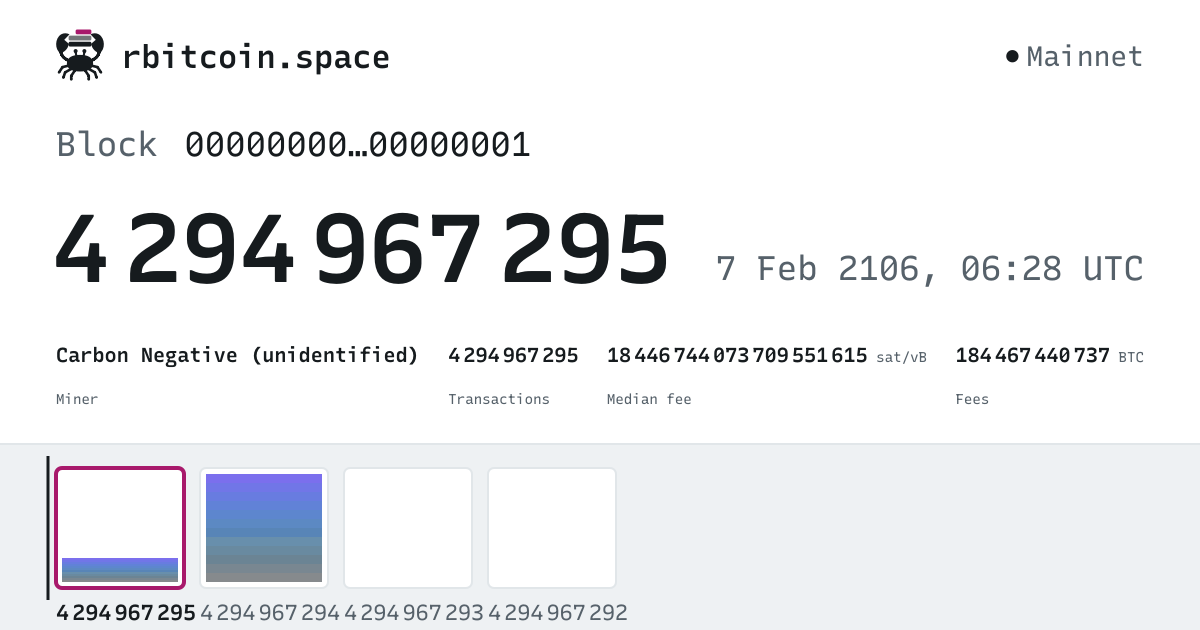 rbitcoin.space
Mainnet
Block 00000000…00000001
4 294 967 295 7 Feb 2106, 06:28 UTC
Carbon Negative (unidentified) 4 294 967 295 18 446 744 073 709 551 615 sat/vB 184 467 440 737 BTC
Miner Transactions Median fee Fees
4 294 967 295 4 294 967 294 4 294 967 293 4 294 967 292